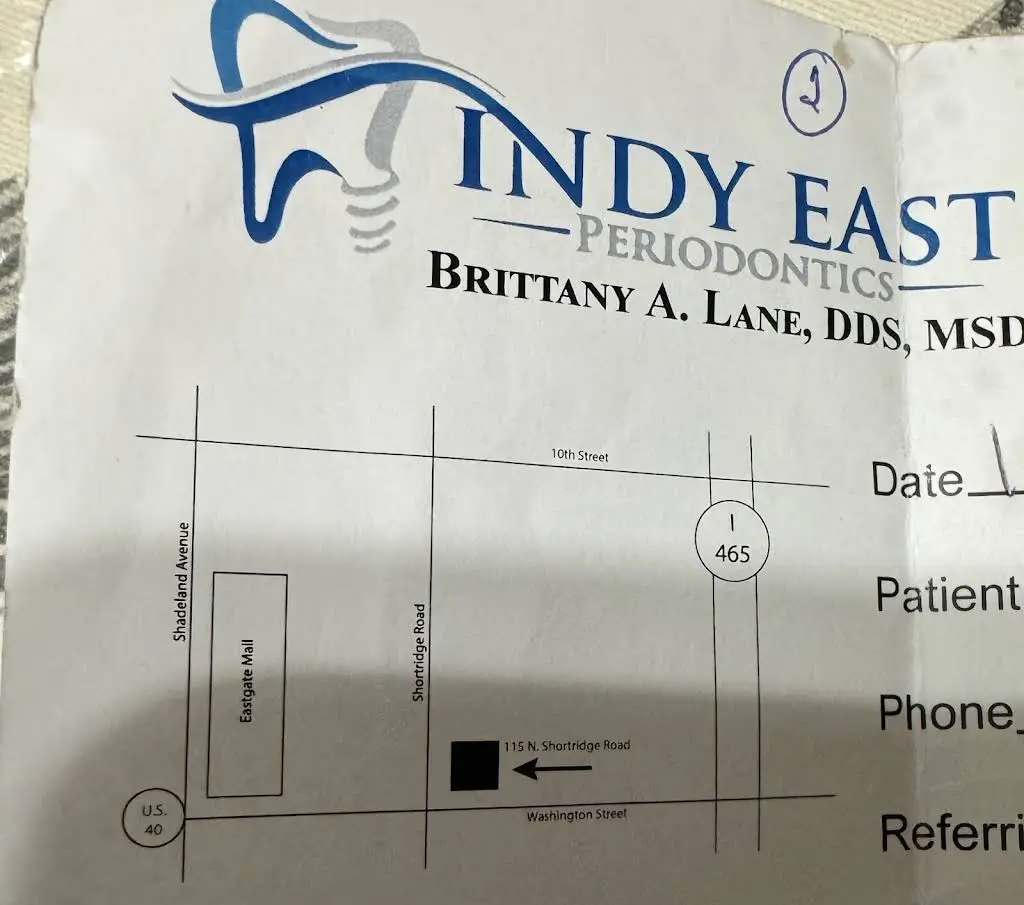 2
INDY EAST
PERIODONTICS
BRITTANY A. LANE, DDS, MSD
10th Street
Date
I
465
Shadeland Avenue
Patient
Eastgate Mall
Shortridge Road
Phone
115 N. Shortridge Road
U.S.
40
Washington Street
Referri